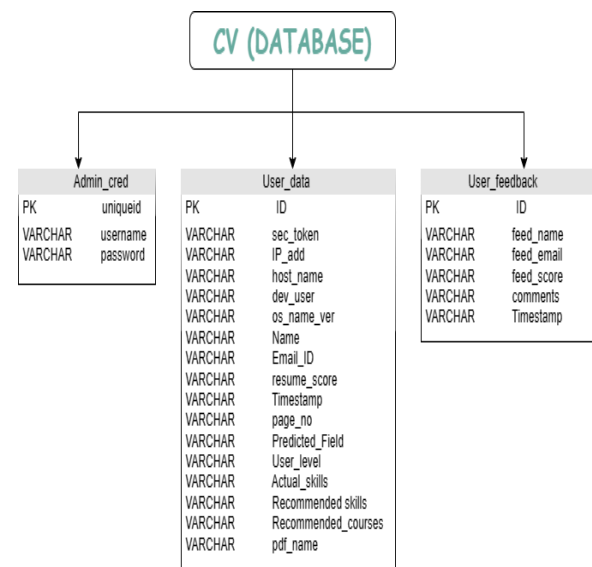 CV (DATABASE)
Admin_cred
PK uniqueid
VARCHAR username
VARCHAR password
User_data
PK ID
VARCHAR sec_token
VARCHAR IP_add
VARCHAR host_name
VARCHAR dev_user
VARCHAR os_name_ver
VARCHAR Name
VARCHAR Email_ID
VARCHAR resume_score
VARCHAR Timestamp
VARCHAR page_no
VARCHAR Predicted_Field
VARCHAR User_level
VARCHAR Actual_skills
VARCHAR Recommended skills
VARCHAR Recommended_courses
VARCHAR pdf_name
User_feedback
PK ID
VARCHAR feed_name
VARCHAR feed_email
VARCHAR feed_score
VARCHAR comments
VARCHAR Timestamp